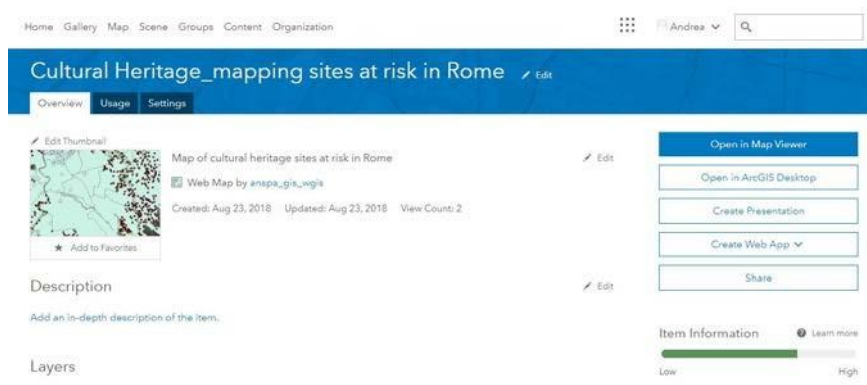 Home Gallery Map Scene Groups Content Organization Andrea
Cultural Heritage_mapping sites at risk in Rome Edit
Overview Usage Settings
Edit Thumbnail
Map of cultural heritage sites at risk in Rome Edit
Web Map by anspa_gis_wgis
Created: Aug 23, 2018 Updated: Aug 23, 2018 View Count: 2
Add to Favorites
Description Edit
Add an in-depth description of the item.
Layers
Open in Map Viewer
Open in ArcGIS Desktop
Create Presentation
Create Web App
Share
Item Information Learn more
Low High